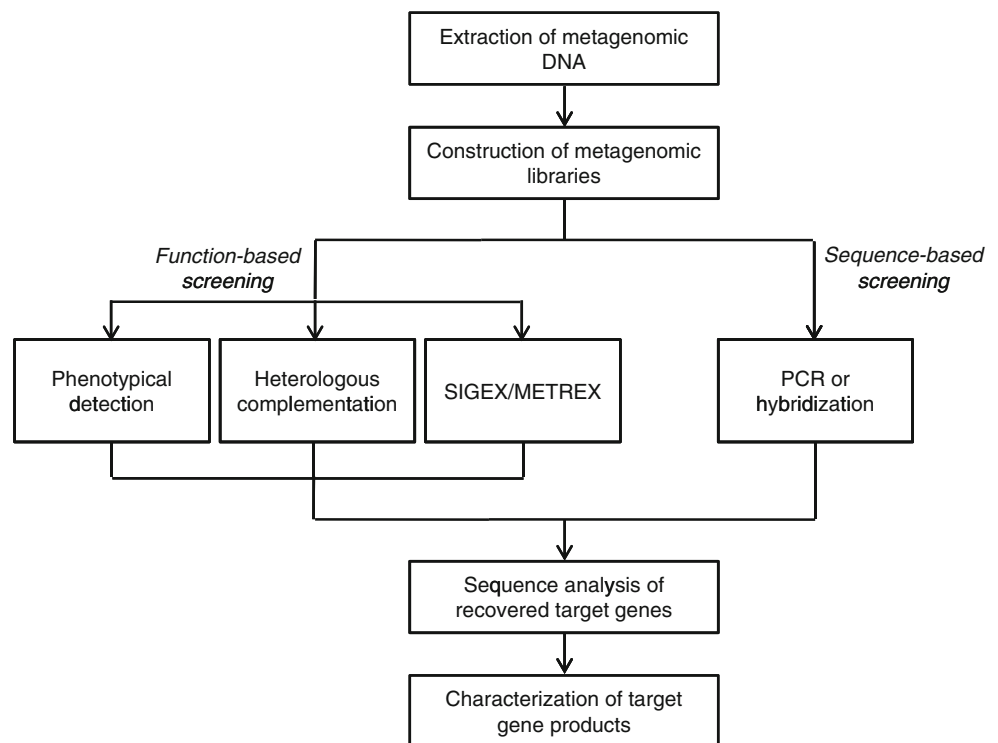 Extraction of metagenomic
DNA
Construction of metagenomic
libraries
Function-based
screening
Sequence-based
screening
Phenotypical
detection
Heterologous
complementation
SIGEX/METREX
PCR or
hybridization
Sequence analysis of
recovered target genes
Characterization of target
gene products